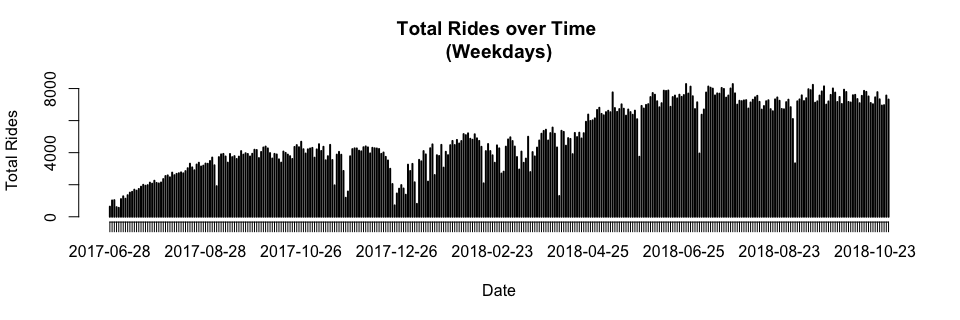 Total Rides over Time
(Weekdays)
Total Rides
8000
4000
0
2017-06-28 2017-08-28 2017-10-26 2017-12-26 2018-02-23 2018-04-25 2018-06-25 2018-08-23 2018-10-23
Date